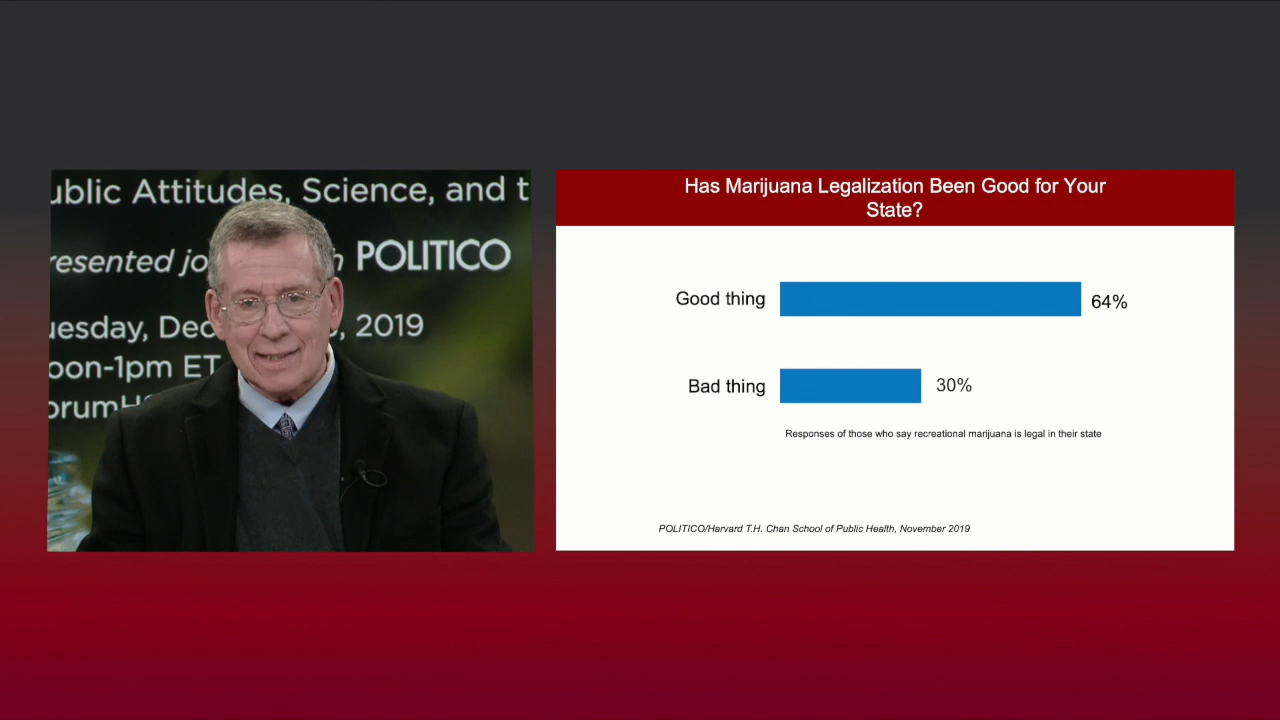 ublic Attitudes, Science, and t
resented jo h POLITICO
uesday, Dec , 2019
oon-1pm ET
orumH
Has Marijuana Legalization Been Good for Your
State?
Good thing 64%
Bad thing 30%
Responses of those who say recreational marijuana is legal in their state
POLITICO/Harvard T.H. Chan School of Public Health, November 2019